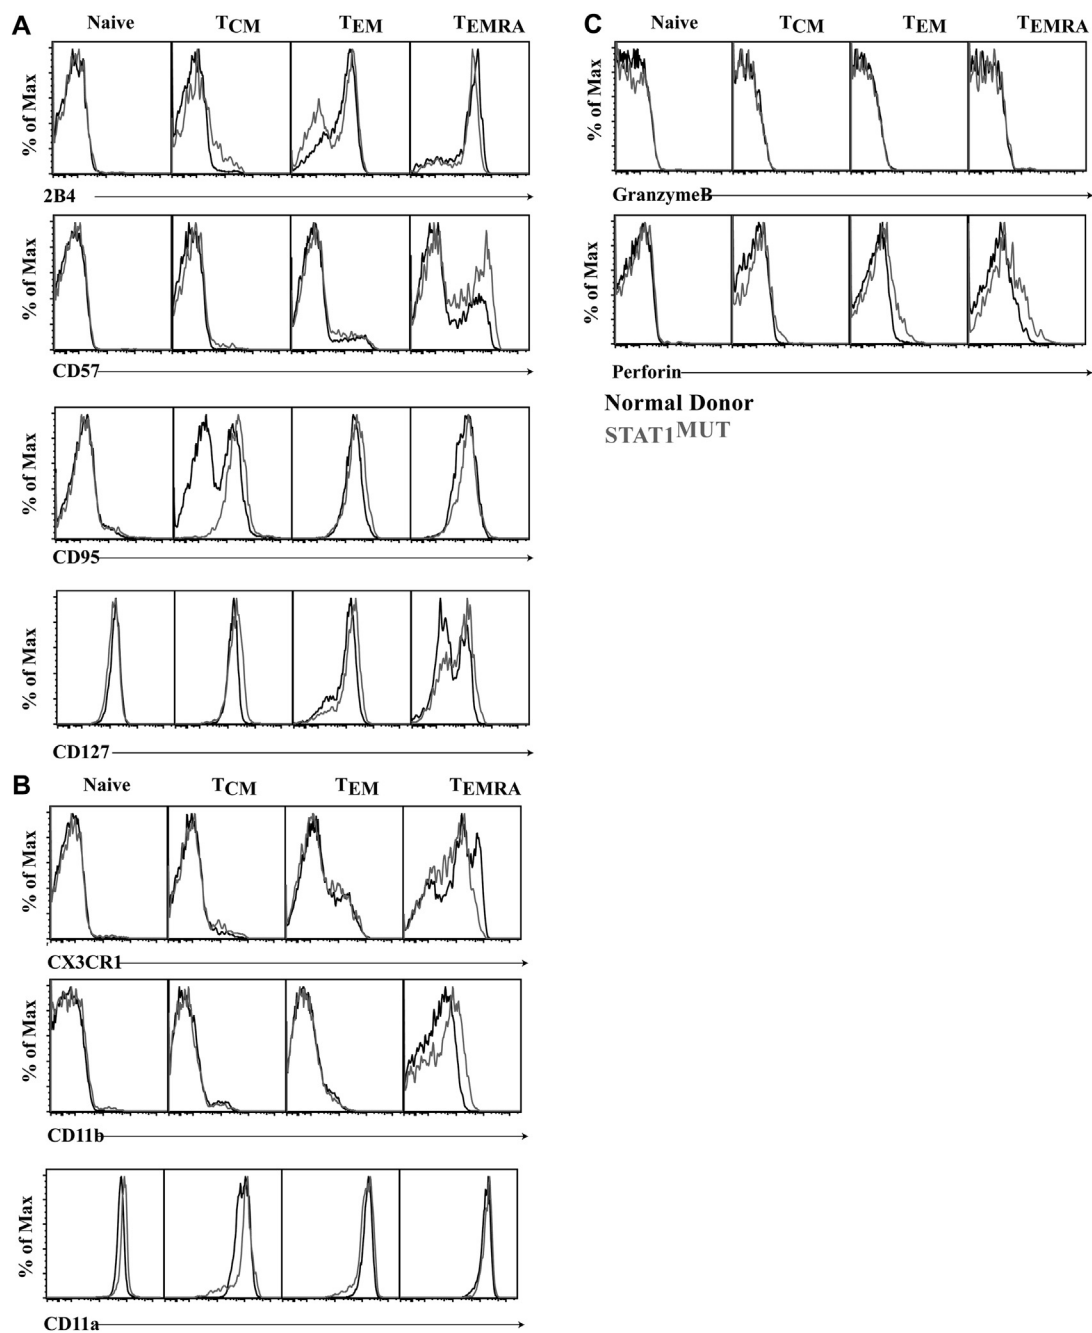 A
Naive TCM TEM TEMRA
% of Max
2B4
% of Max
CD57
% of Max
CD95
% of Max
CD127
B
Naive TCM TEM TEMRA
% of Max
CX3CR1
% of Max
CD11b
% of Max
CD11a
C
Naive TCM TEM TEMRA
% of Max
GranzymeB
% of Max
Perforin
Normal Donor
STAT1MUT